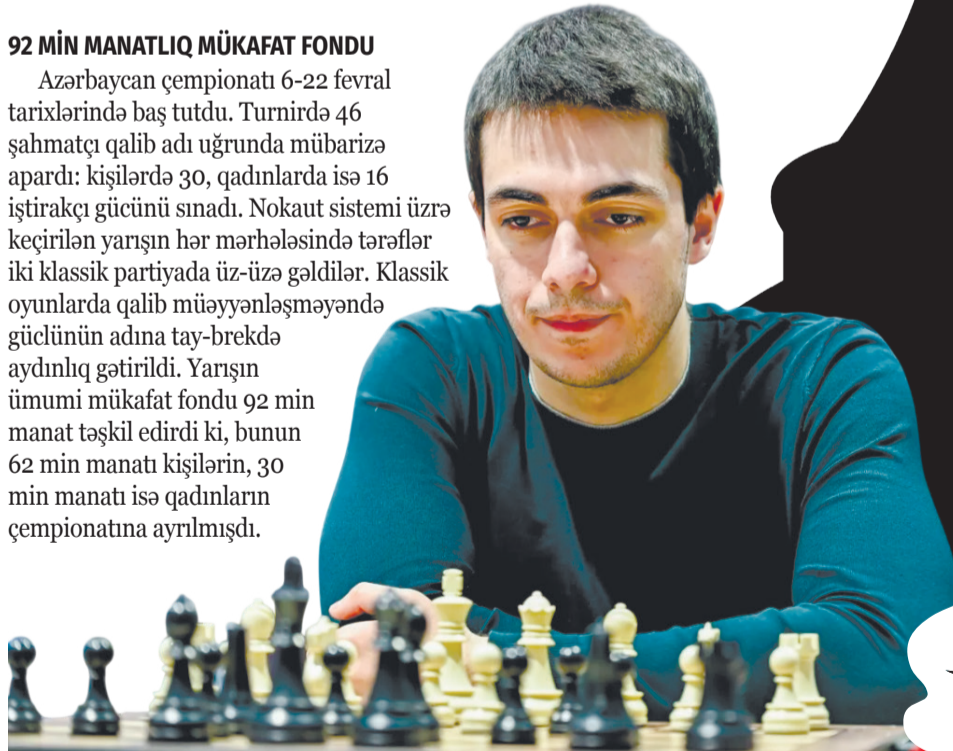 92 MİN MANATLIQ MÜKAFAT FONDU
Azərbaycan çempionatı 6-22 fevral
tarixlərində baş tutdu. Turnirdə 46
şahmatçı qalib adı uğrunda mübarizə
apardı: kişilərdə 30, qadınlarda isə 16
iştirakçı gücünü sınadı. Nokaut sistemi üzrə
keçirilən yarışın hər mərhələsində tərəflər
iki klassik partiyada üz-üzə gəldilər. Klassik
oyunlarda qalib müəyyənləşməyəndə
güclünün adına tay-brekdə
aydınlıq gətirildi. Yarışın
ümumi mükafat fondu 92 min
manat təşkil edirdi ki, bunun
62 min manatı kişilərin, 30
min manatı isə qadınların
çempionatına ayrılmışdı.